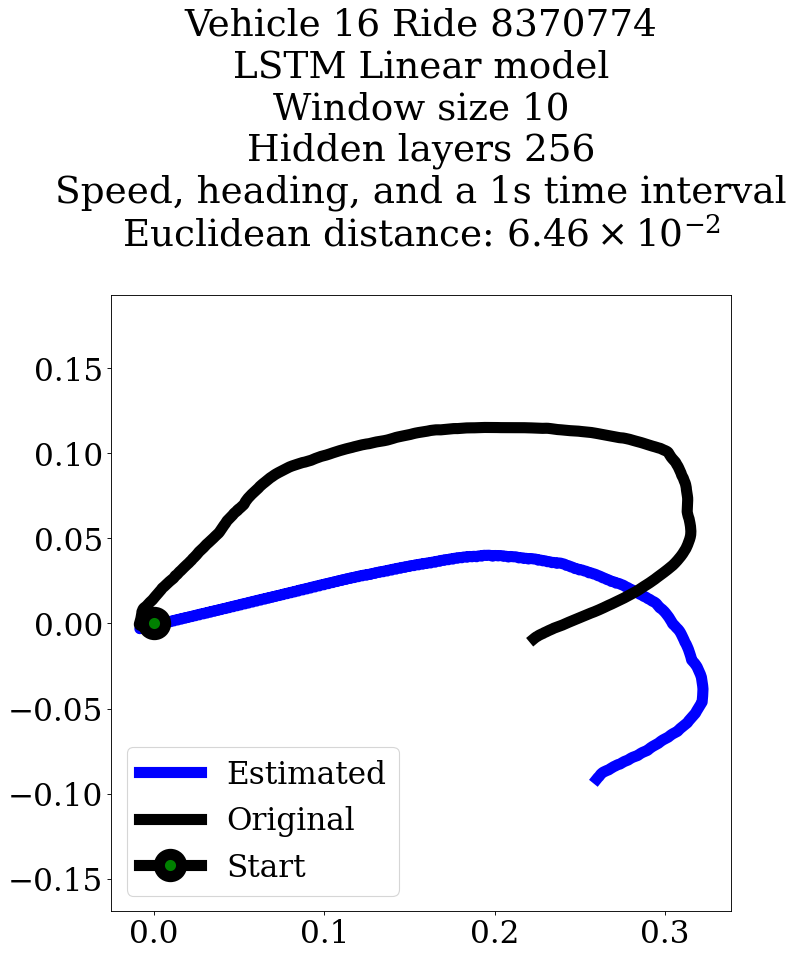 Vehicle 16 Ride 8370774
LSTM Linear model
Window size 10
Hidden layers 256
Speed, heading, and a 1s time interval
Euclidean distance: 6.46 × 10⁻²
0.15
0.10
0.05
0.00
−0.05
−0.10
−0.15
Estimated
Original
Start
0.0 0.1 0.2 0.3